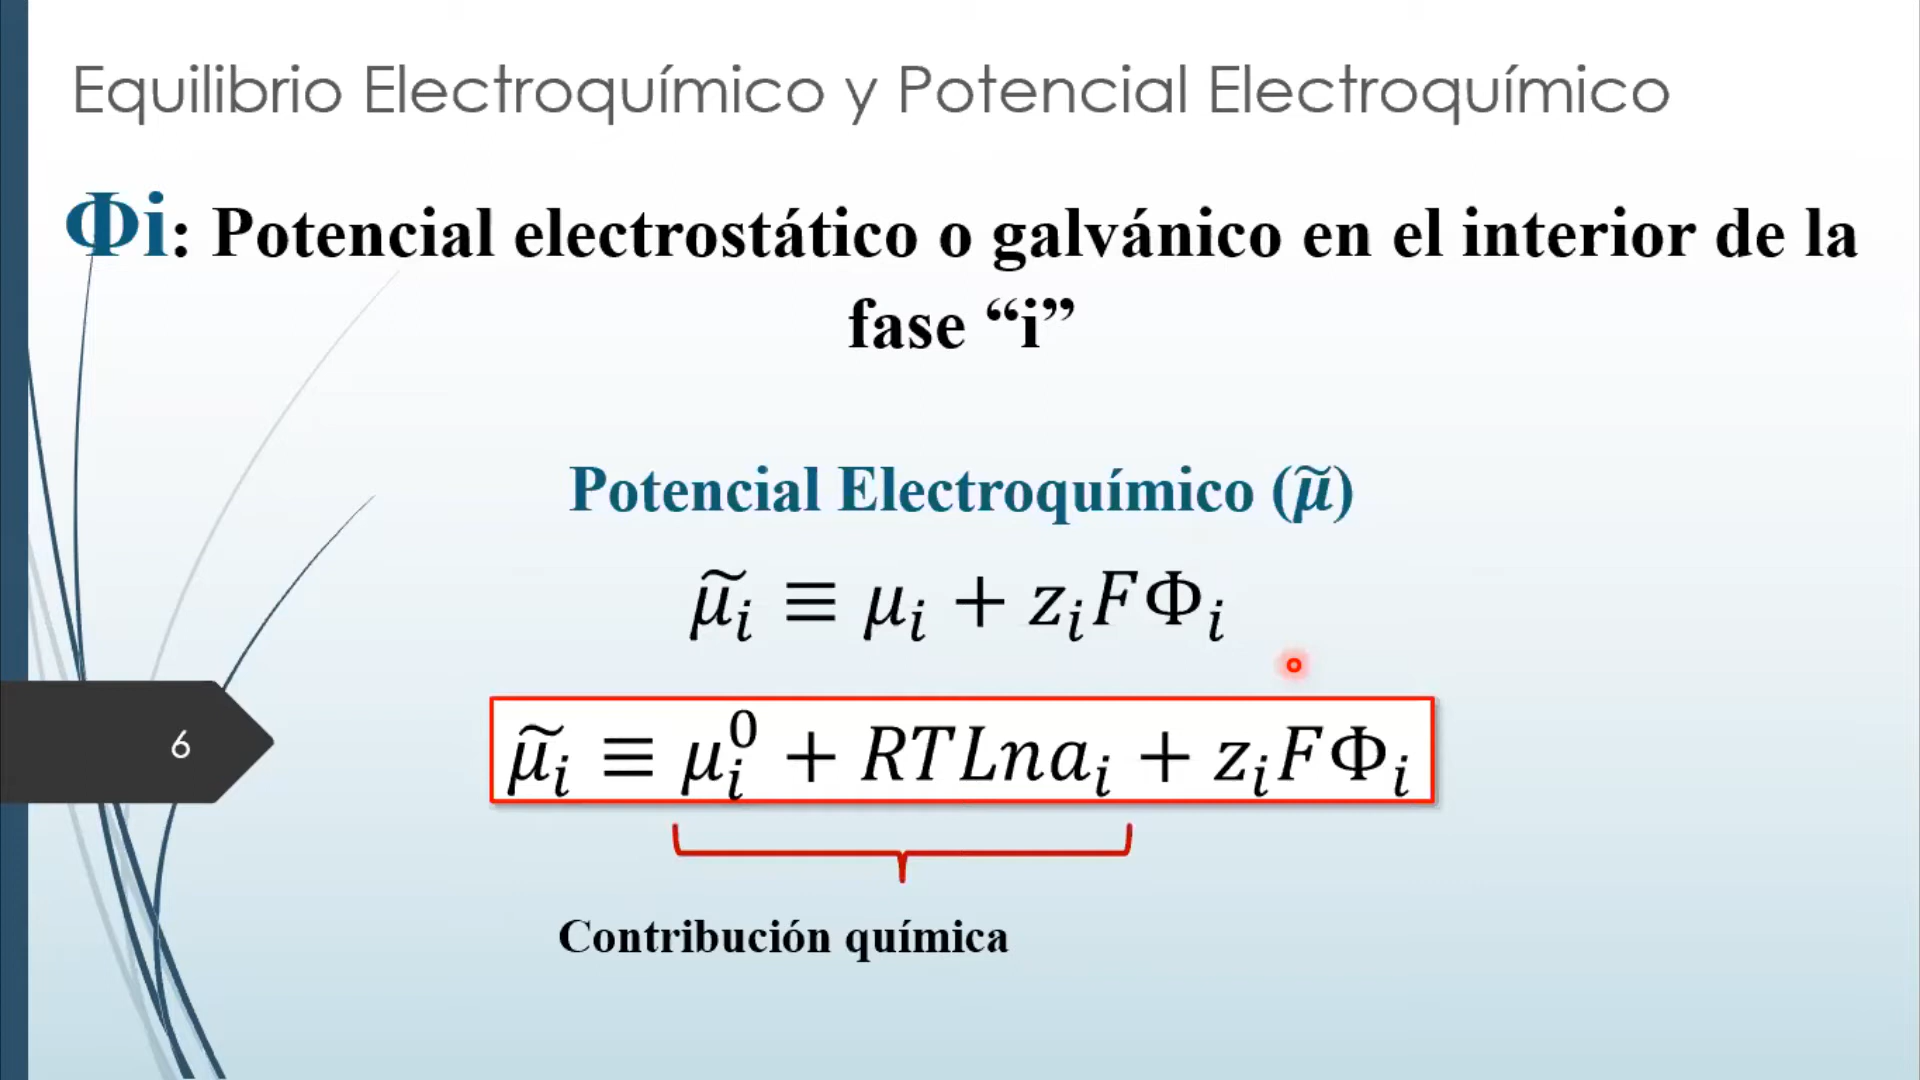 Equilibrio Electroquímico y Potencial Electroquímico
Φi: Potencial electrostático o galvánico en el interior de la
fase “i”
Potencial Electroquímico (μ̃)
μ̃ᵢ ≡ μᵢ + zᵢFΦᵢ
6
μ̃ᵢ ≡ μᵢ⁰ + RTLnaᵢ + zᵢFΦᵢ
Contribución química